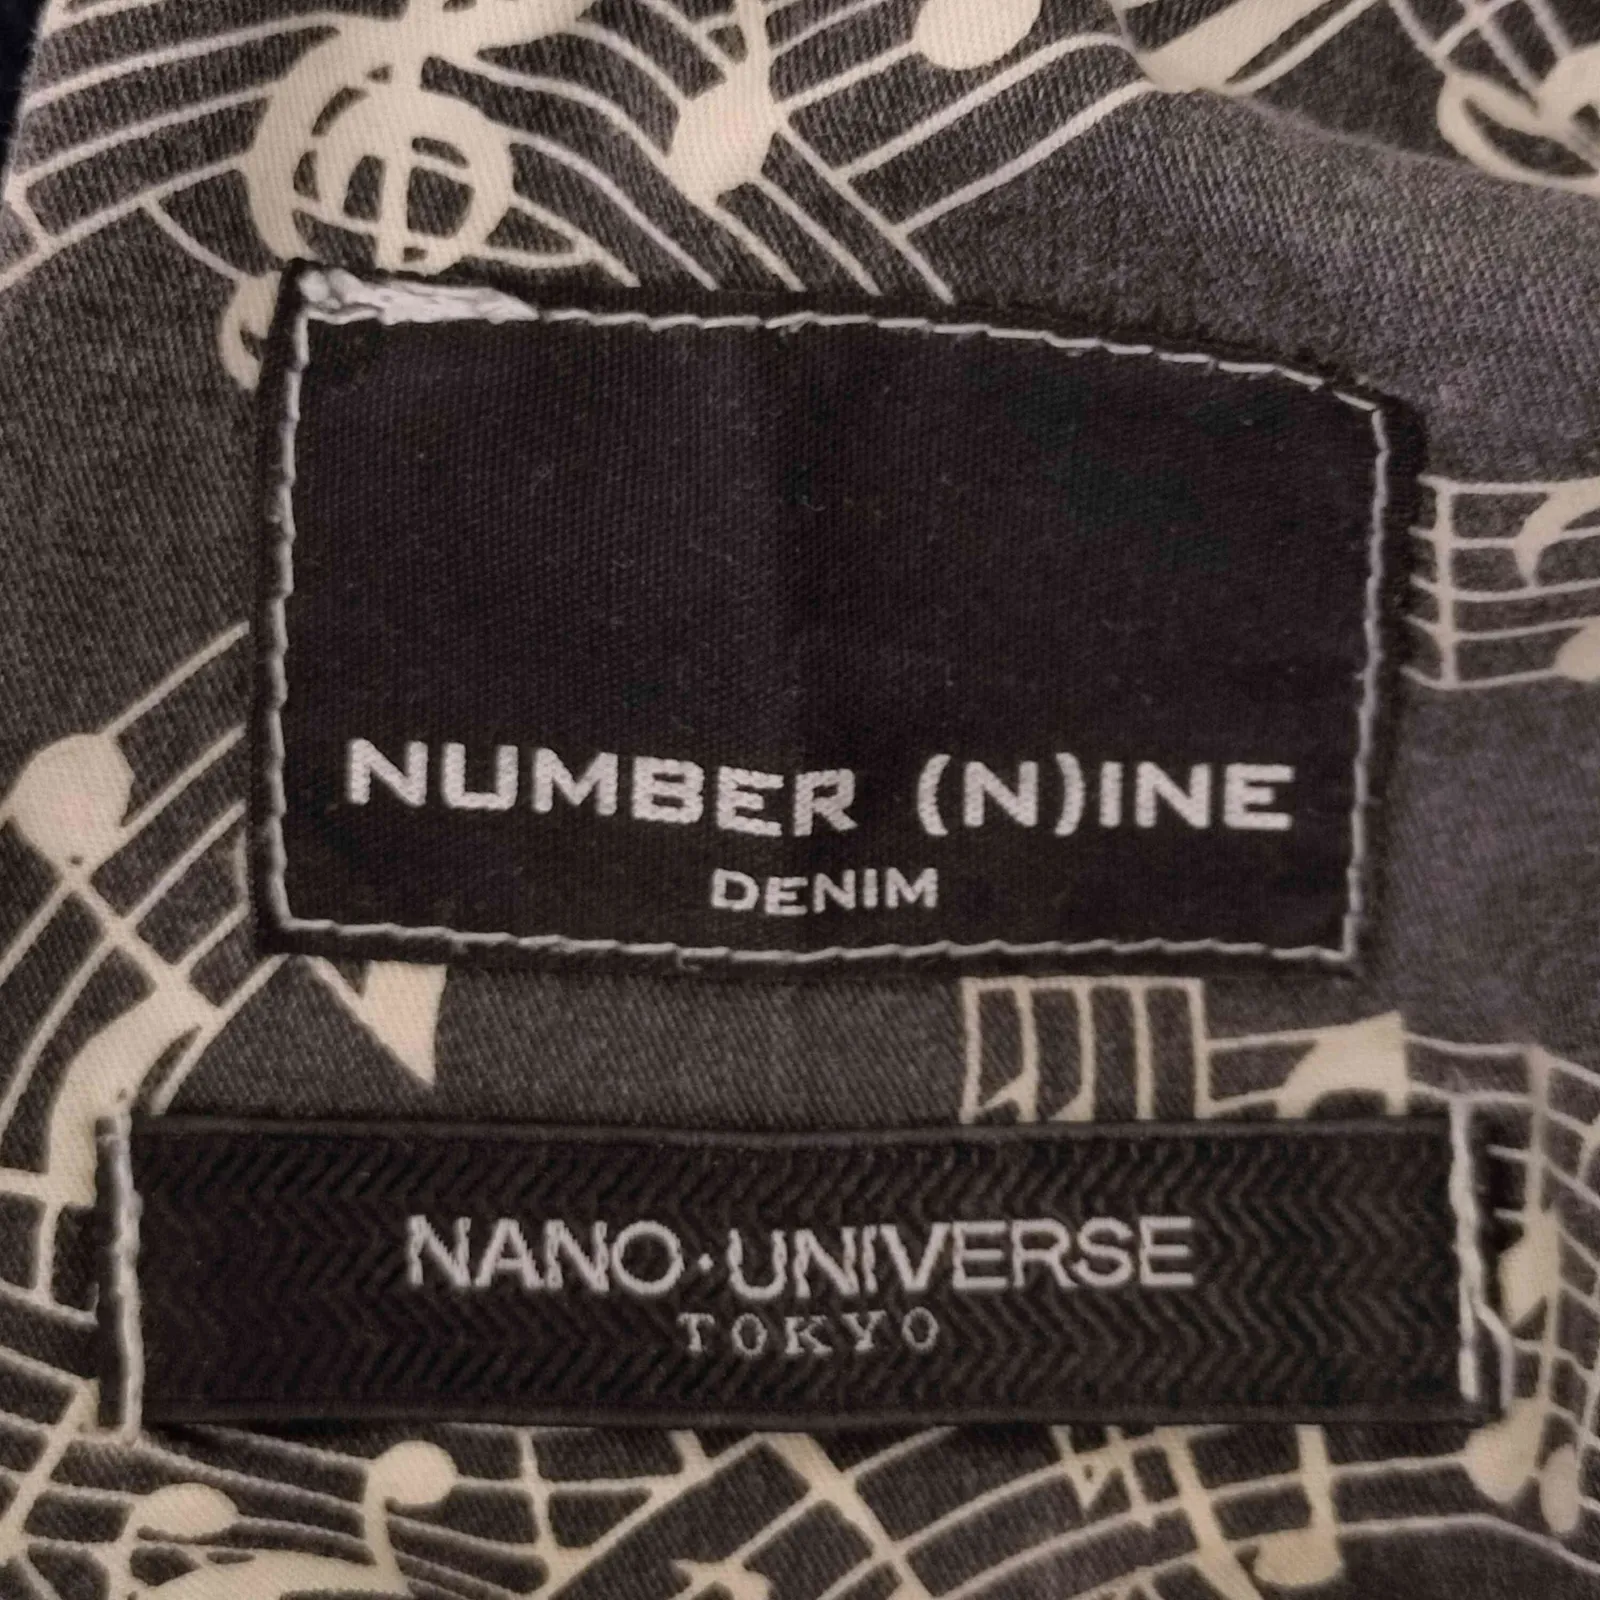 NUMBER (N)INE
DENIM
NANO·UNIVERSE
TOKYO